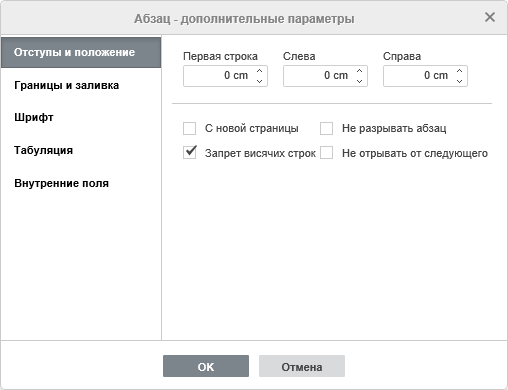 Абзац - дополнительные параметры
Отступы и положение
Границы и заливка
Шрифт
Табуляция
Внутренние поля
Первая строка Слева Справа
0 cm 0 cm 0 cm
С новой страницы Не разрывать абзац
Запрет висячих строк Не отрывать от следующего
OK Отмена